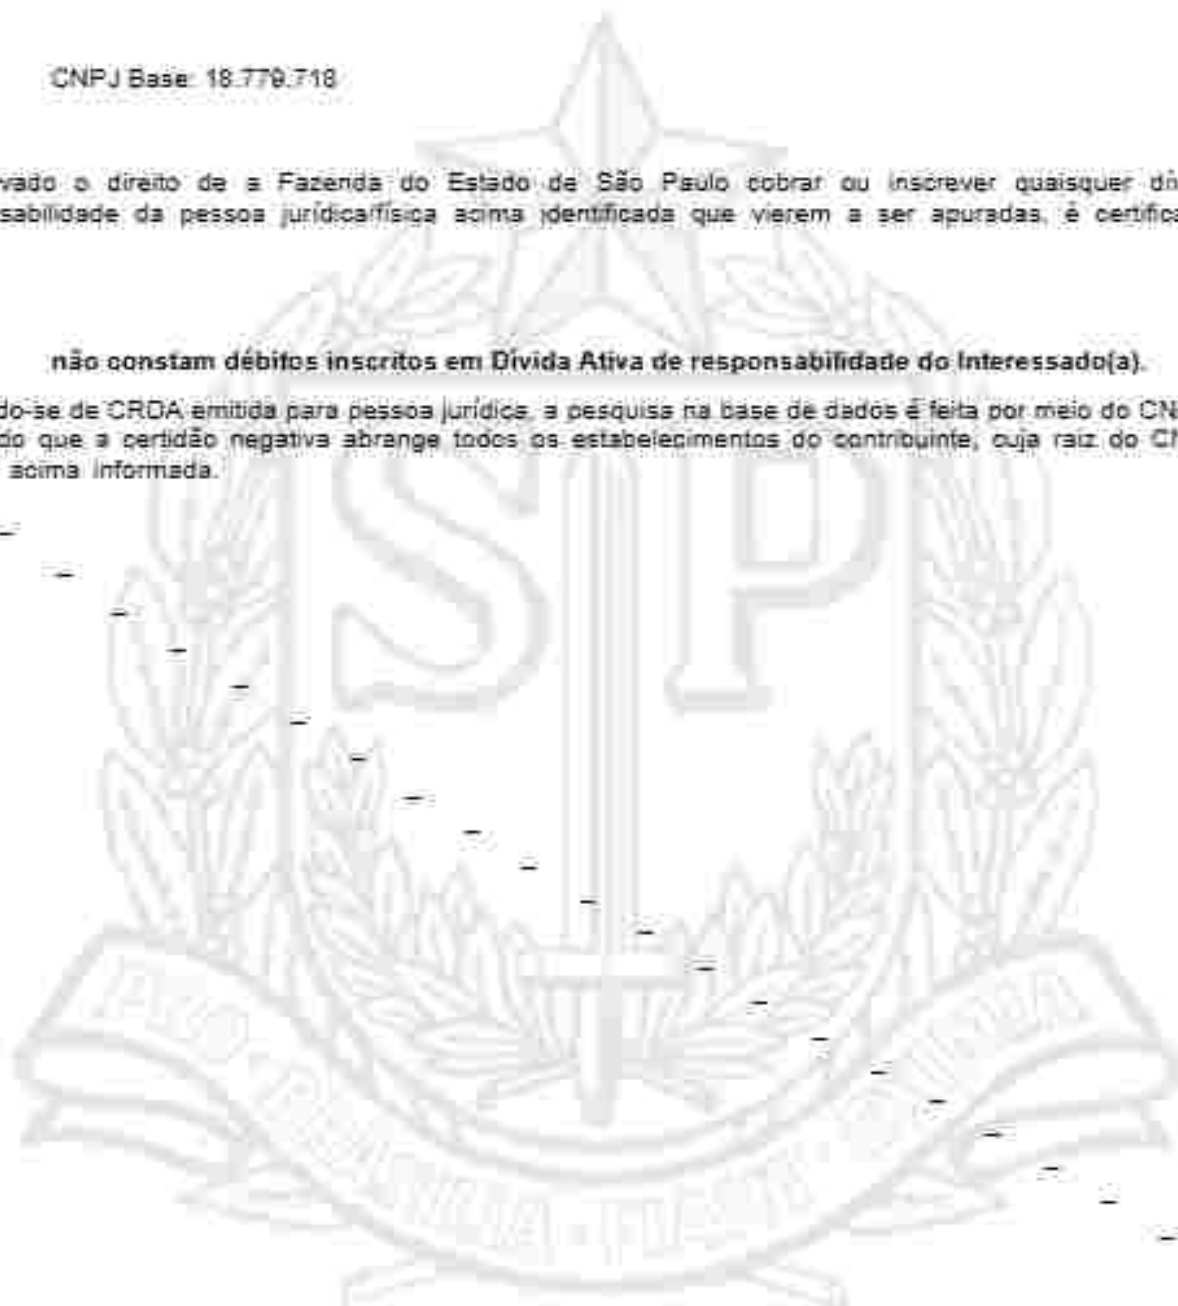 CNPJ Base: 18.779.718
vado o direito de a Fazenda do Estado de São Paulo cobrar ou inscrever quaisquer di
sabilidade da pessoa jurídica/física acima identificada que vierem a ser apuradas, é certific
não constam débitos inscritos em Dívida Ativa de responsabilidade do Interessado(a).
do-se de CRDA emitida para pessoa jurídica, a pesquisa na base de dados é feita por meio do CN
do que a certidão negativa abrange todos os estabelecimentos do contribuinte, cuja raiz do C
acima informada.
SP